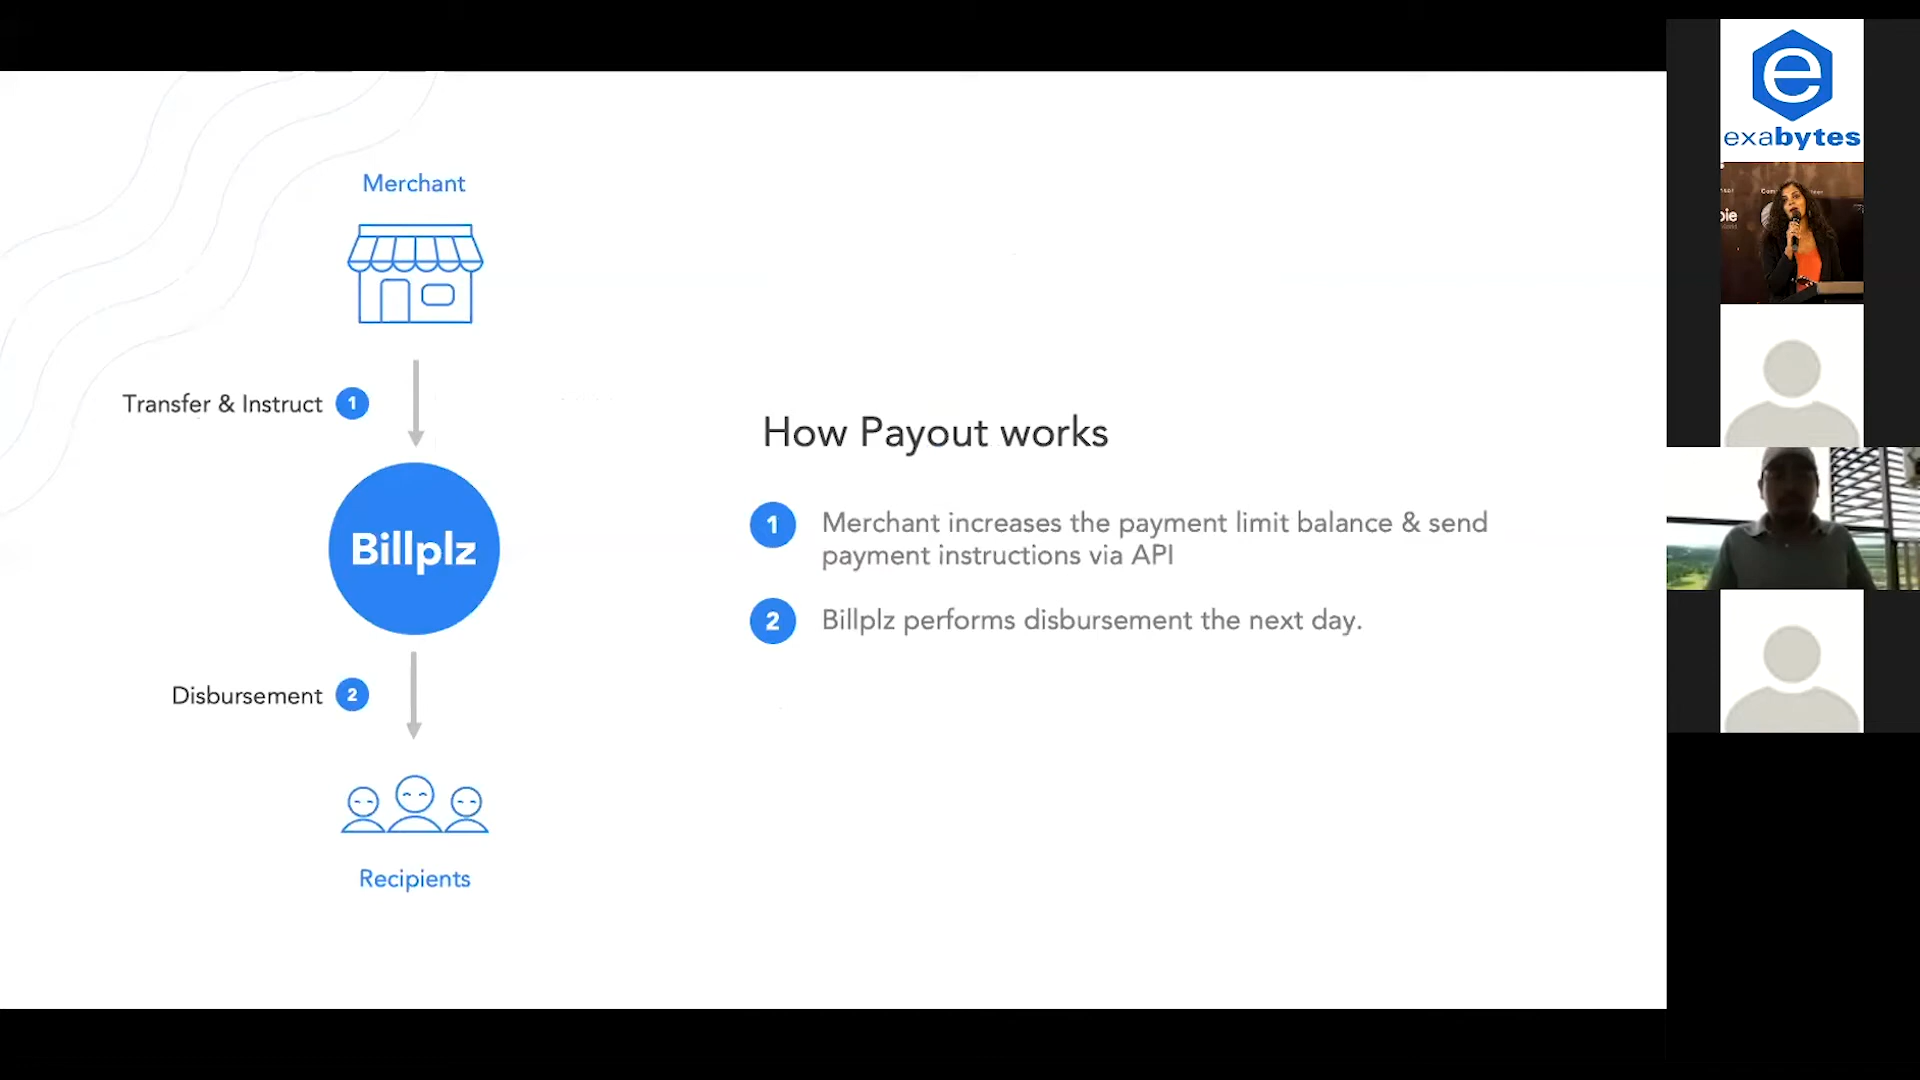 Merchant
Transfer & Instruct 1
Billplz
Disbursement 2
Recipients
How Payout works
1 Merchant increases the payment limit balance & send
payment instructions via API
2 Billplz performs disbursement the next day.
e
exabytes